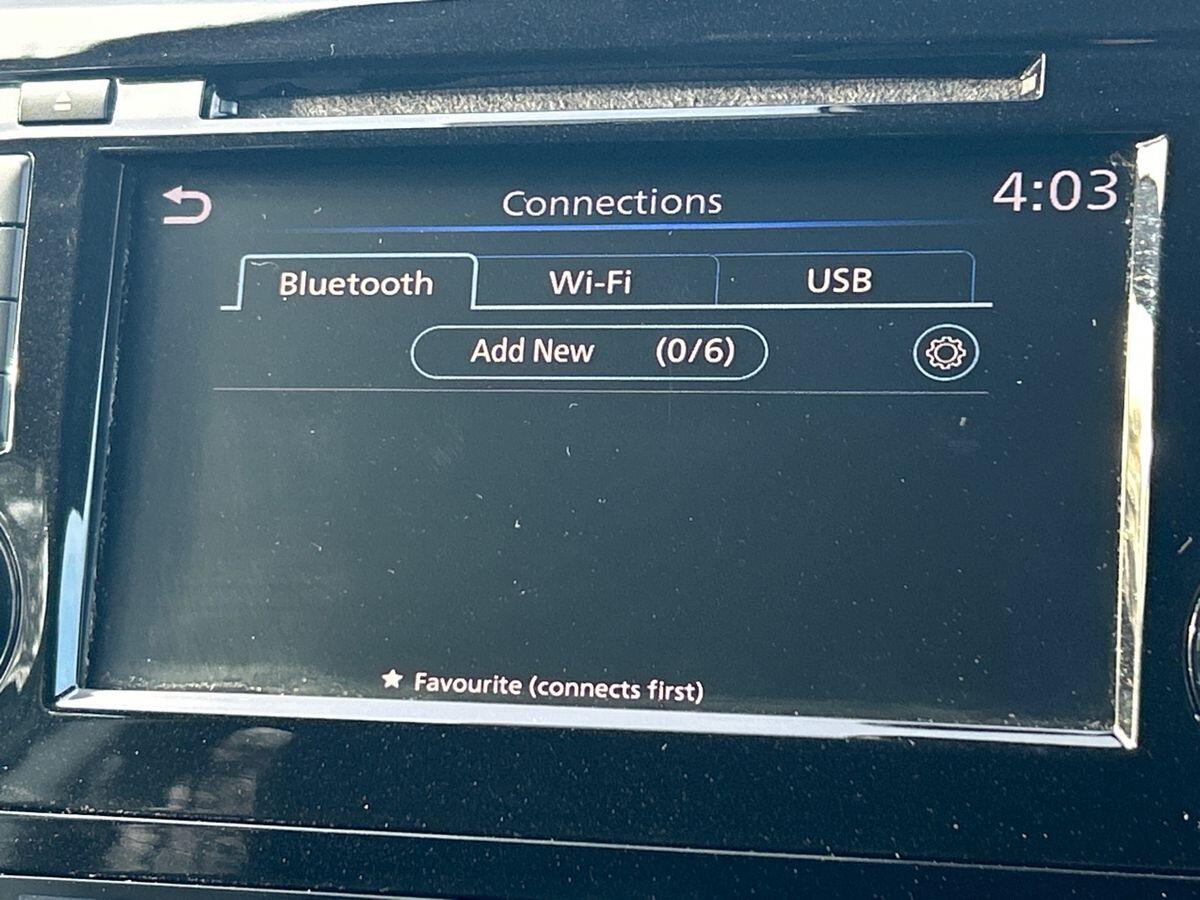 Connections
4:03
Bluetooth
Wi-Fi
USB
Add New (0/6)
★ Favourite (connects first)